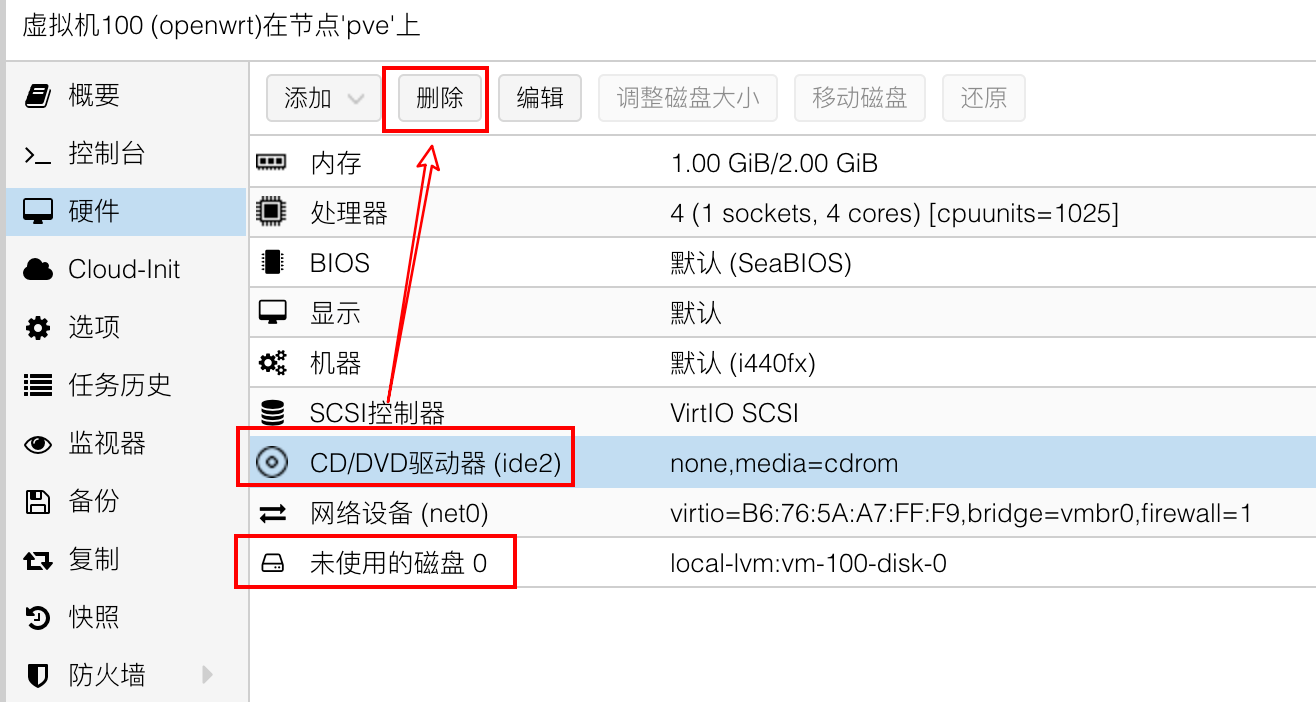 虚拟机100 (openwrt)在节点'pve'上
概要
控制台
硬件
Cloud-Init
选项
任务历史
监视器
备份
复制
快照
防火墙
添加 删除 编辑 调整磁盘大小 移动磁盘 还原
内存 1.00 GiB/2.00 GiB
处理器 4 (1 sockets, 4 cores) [cpuunits=1025]
BIOS 默认 (SeaBIOS)
显示 默认
机器 默认 (i440fx)
SCSI控制器 VirtIO SCSI
CD/DVD驱动器 (ide2) none,media=cdrom
网络设备 (net0) virtio=B6:76:5A:A7:FF:F9,bridge=vmbr0,firewall=1
未使用的磁盘 0 local-lvm:vm-100-disk-0